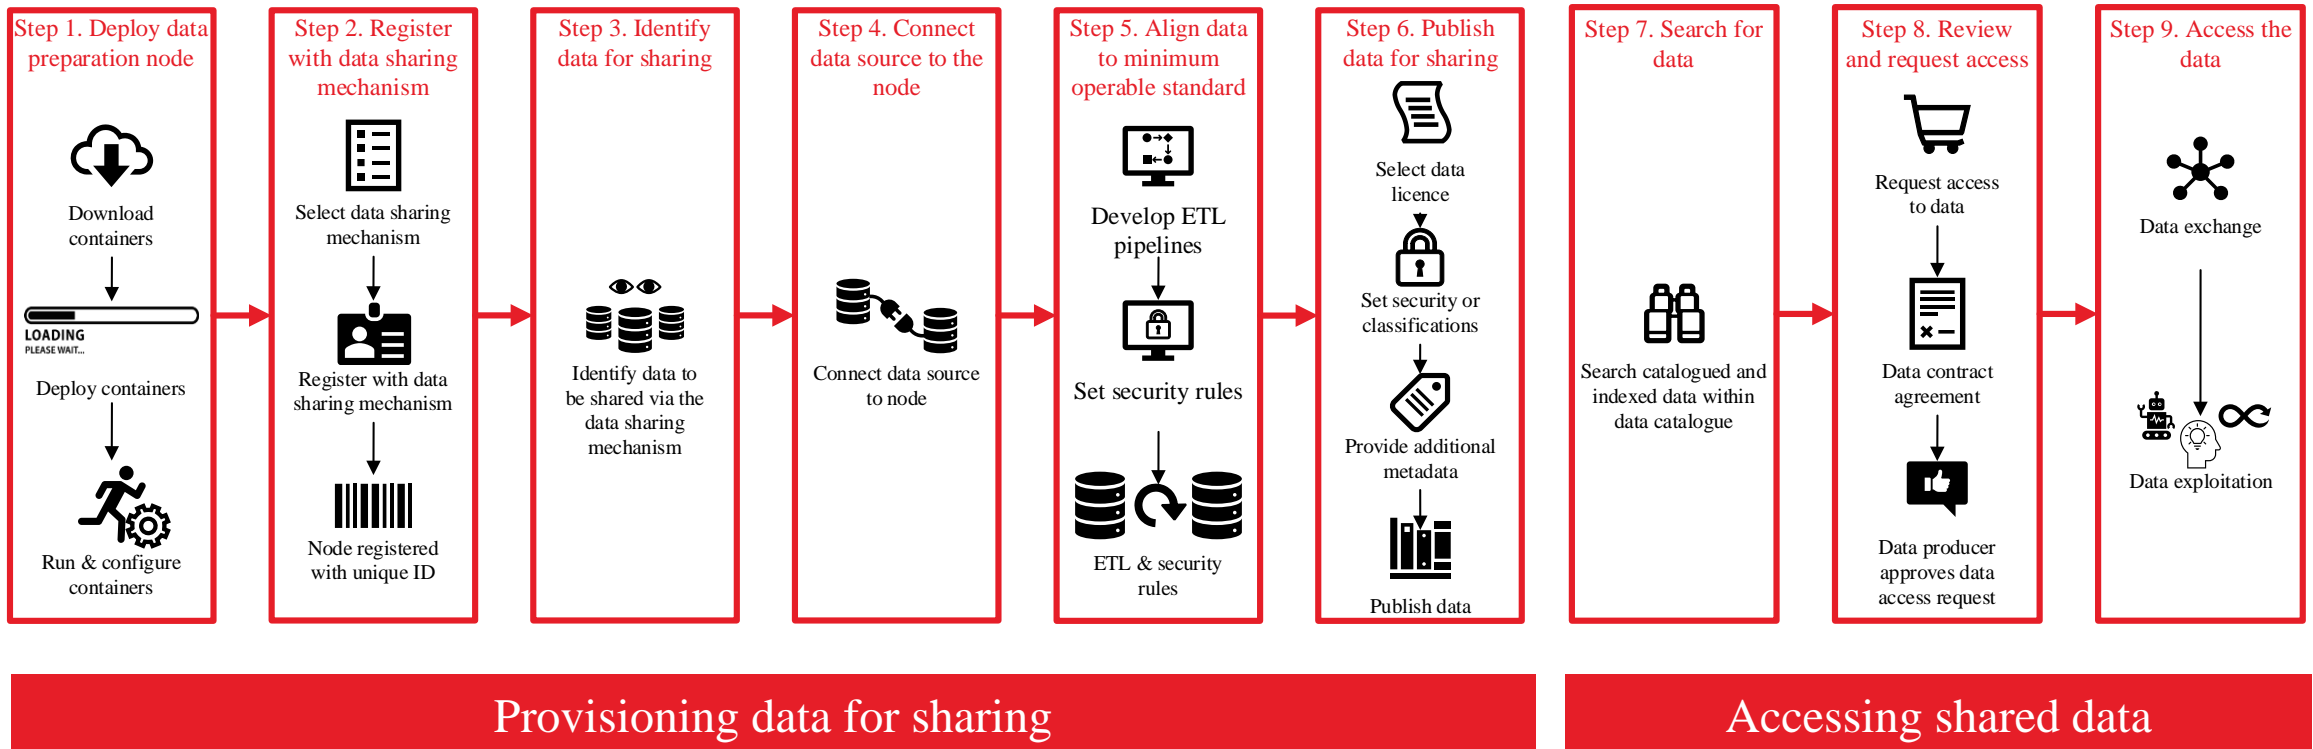 Step 1. Deploy data
preparation node
Download
containers
LOADING
PLEASE WAIT...
Deploy containers
Run & configure
containers
Step 2. Register
with data sharing
mechanism
Select data sharing
mechanism
Register with data
sharing mechanism
Node registered
with unique ID
Step 3. Identify
data for sharing
Identify data to
be shared via the
data sharing
mechanism
Step 4. Connect
data source to the
node
Connect data source
to node
Step 5. Align data
to minimum
operable standard
Develop ETL
pipelines
Set security rules
ETL & security
rules
Step 6. Publish
data for sharing
Select data
licence
Set security or
classifications
Provide additional
metadata
Publish data
Step 7. Search for
data
Search catalogued and
indexed data within
data catalogue
Step 8. Review
and request access
Request access
to data
Data contract
agreement
Data producer
approves data
access request
Step 9. Access the
data
Data exchange
Data exploitation
Provisioning data for sharing
Accessing shared data